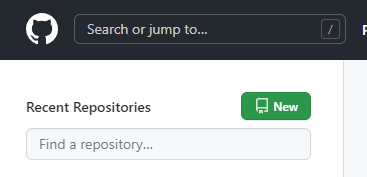 Search or jump to...
/
Recent Repositories
New
Find a repository...